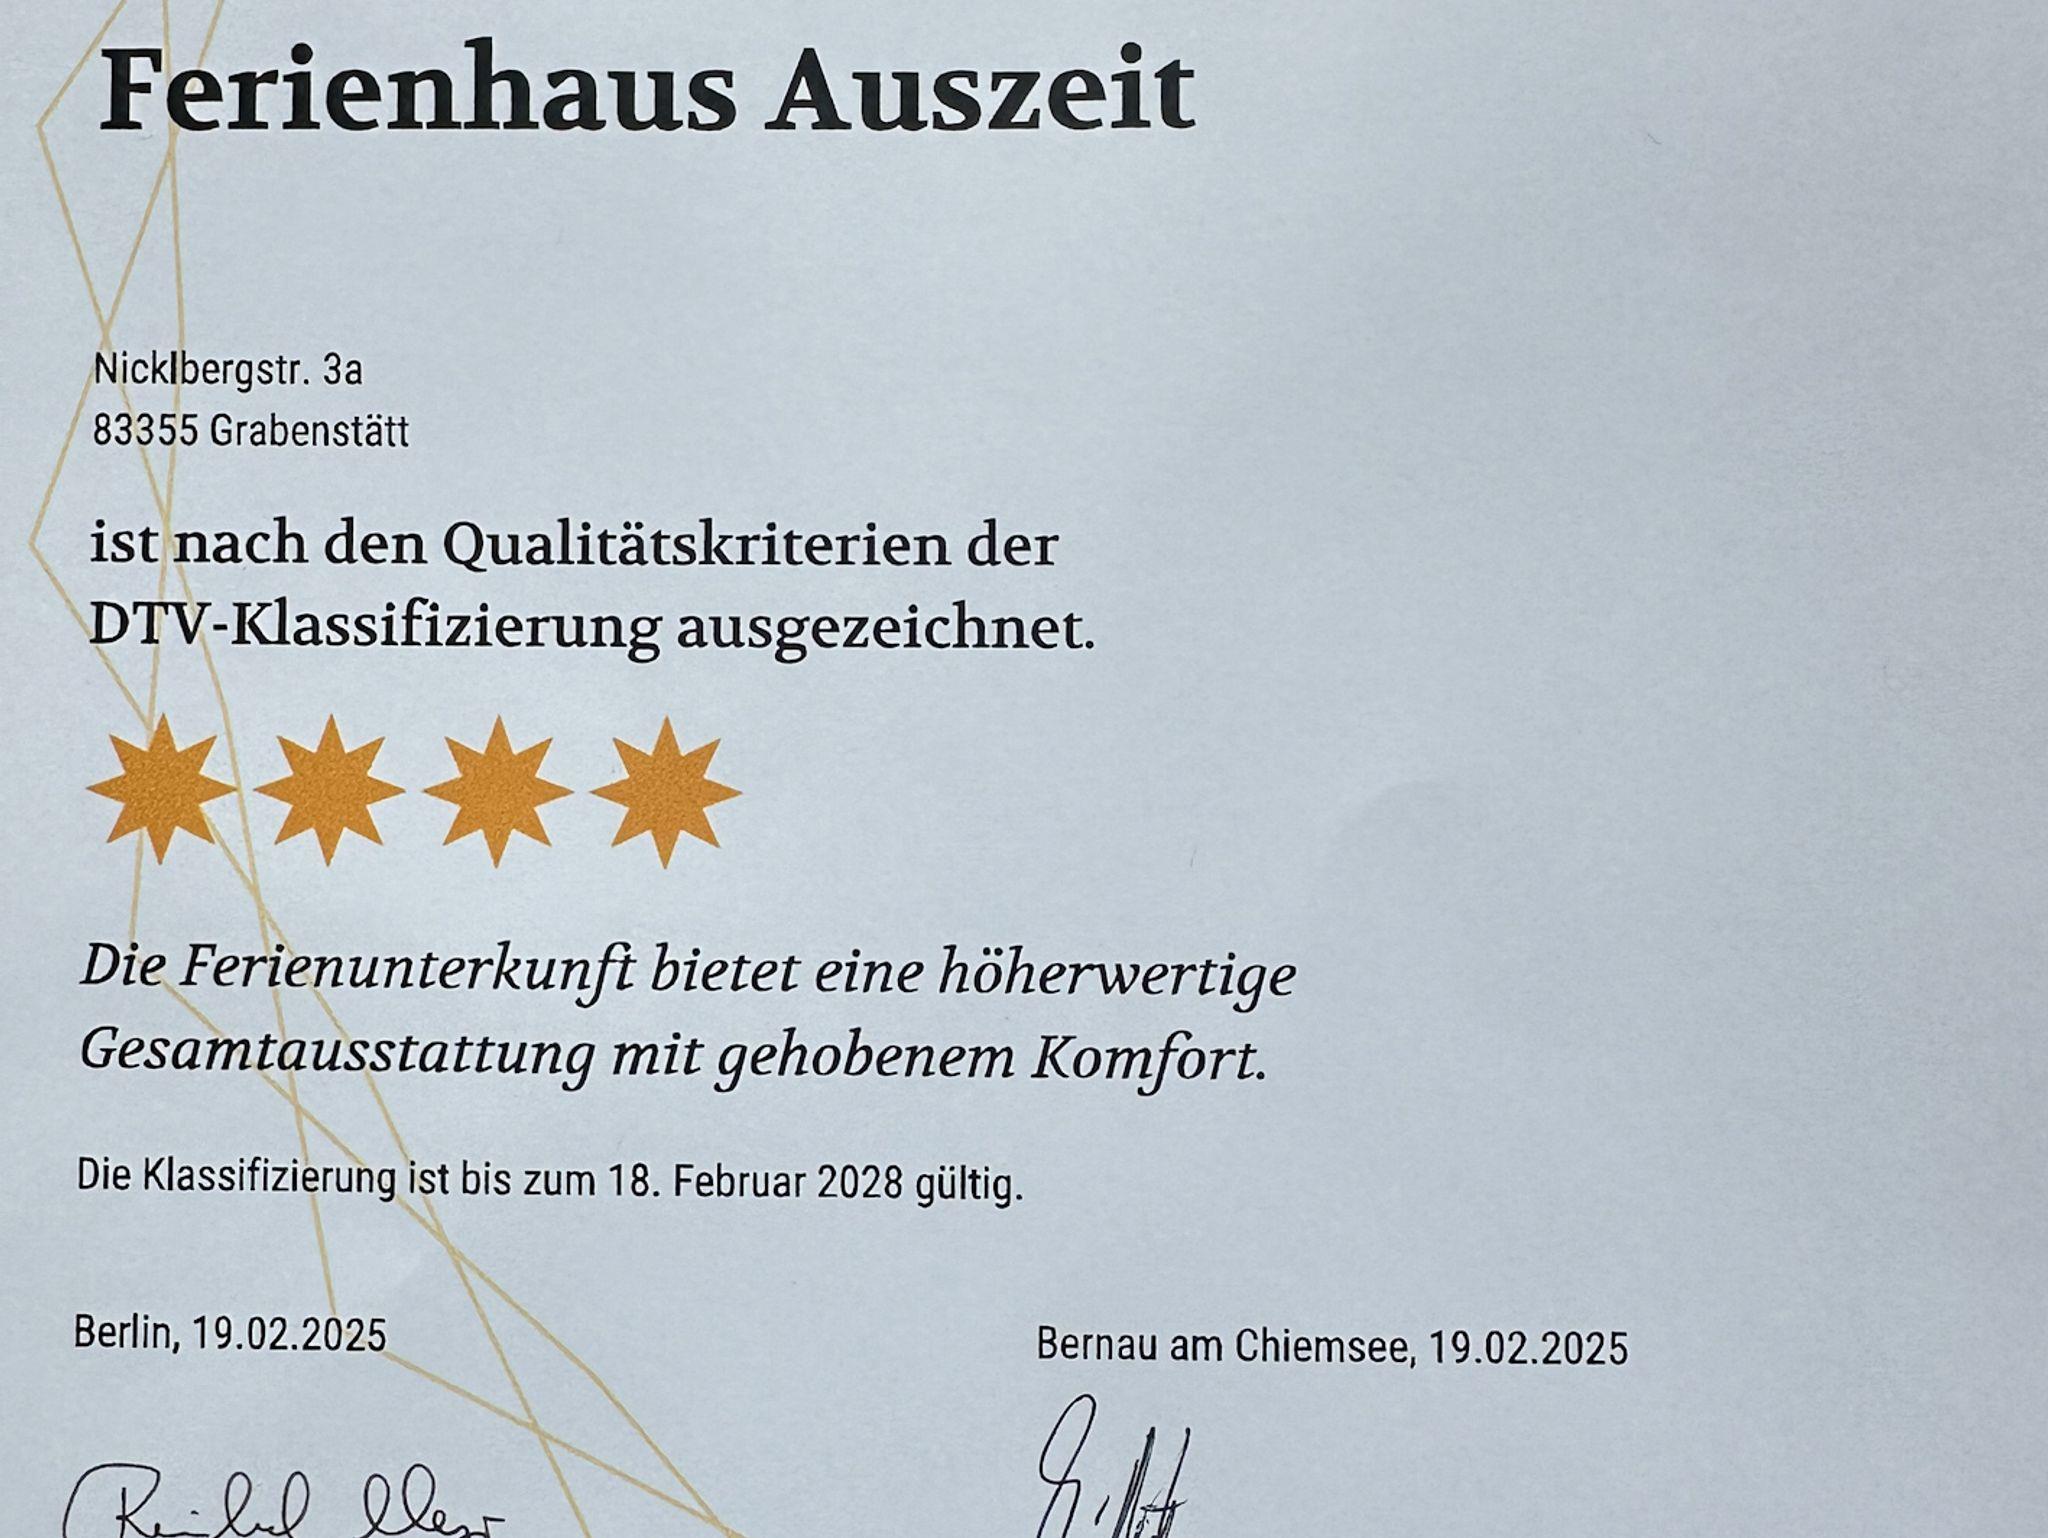 Ferienhaus Auszeit
Nicklbergstr. 3a
83355 Grabenstätt
ist nach den Qualitätskriterien der
DTV-Klassifizierung ausgezeichnet.
Die Ferienunterkunft bietet eine höherwertige
Gesamtausstattung mit gehobenem Komfort.
Die Klassifizierung ist bis zum 18. Februar 2028 gültig.
Berlin, 19.02.2025
Bernau am Chiemsee, 19.02.2025